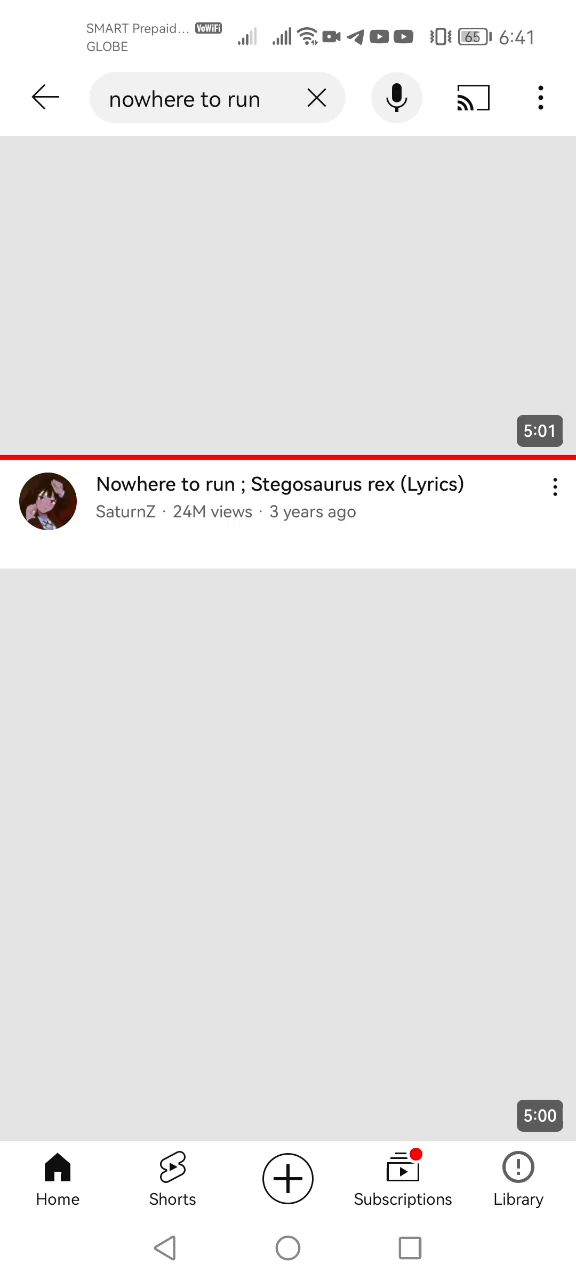 SMART Prepaid... VoWiFi
GLOBE
65 6:41
nowhere to run
5:01
Nowhere to run ; Stegosaurus rex (Lyrics)
SaturnZ · 24M views · 3 years ago
5:00
Home Shorts Subscriptions Library